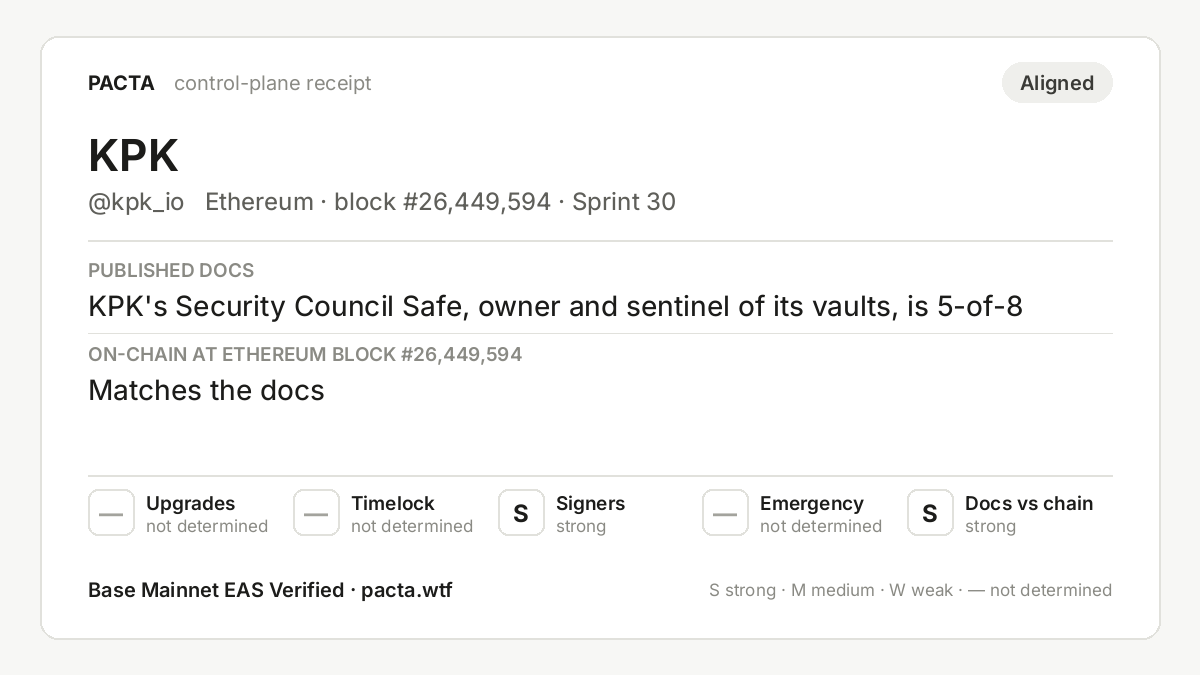 PACTA control-plane receipt Aligned
KPK
@kpk_io Ethereum · block #26,449,594 · Sprint 30
PUBLISHED DOCS
KPK's Security Council Safe, owner and sentinel of its vaults, is 5-of-8
ON-CHAIN AT ETHEREUM BLOCK #26,449,594
Matches the docs
— Upgrades not determined
— Timelock not determined
S Signers strong
— Emergency not determined
S Docs vs chain strong
Base Mainnet EAS Verified · pacta.wtf
S strong · M medium · W weak · — not determined